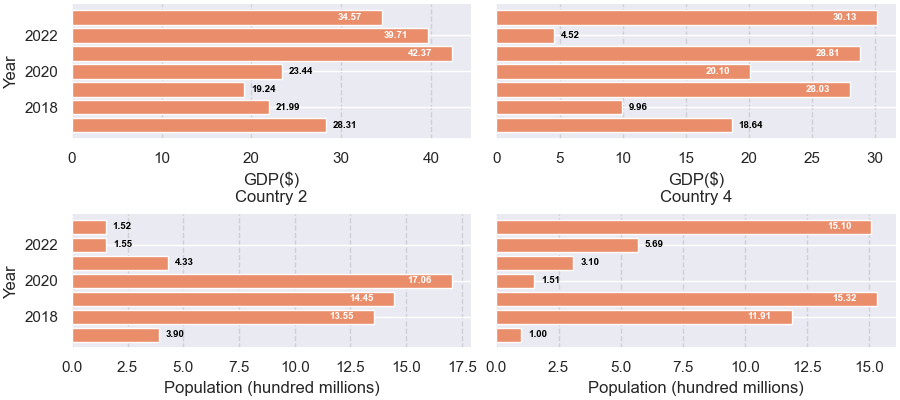 34.57
2022 39.71
42.37
2020 23.44
19.24
2018 21.99
28.31
Year
0 10 20 30 40
GDP($)
30.13
4.52
28.81
20.10
28.03
9.96
18.64
0 5 10 15 20 25 30
GDP($)
Country 2
1.52
2022 1.55
4.33
2020 17.06
14.45
2018 13.55
3.90
Year
0.0 2.5 5.0 7.5 10.0 12.5 15.0 17.5
Population (hundred millions)
Country 4
15.10
5.69
3.10
1.51
15.32
11.91
1.00
0.0 2.5 5.0 7.5 10.0 12.5 15.0
Population (hundred millions)